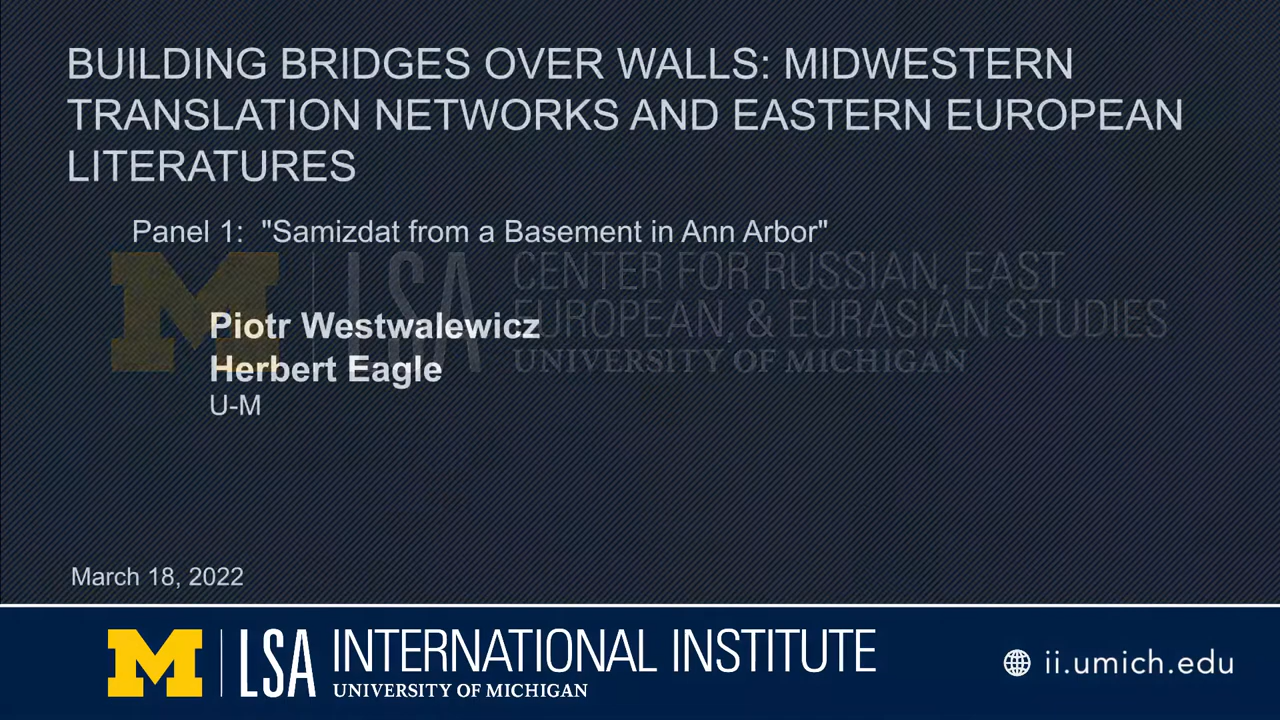 BUILDING BRIDGES OVER WALLS: MIDWESTERN
TRANSLATION NETWORKS AND EASTERN EUROPEAN
LITERATURES
Panel 1: "Samizdat from a Basement in Ann Arbor"
M LSA CENTER FOR RUSSIAN, EAST
EUROPEAN, & EURASIAN STUDIES
UNIVERSITY OF MICHIGAN
Piotr Westwalewicz
Herbert Eagle
U-M
March 18, 2022
M LSA INTERNATIONAL INSTITUTE
UNIVERSITY OF MICHIGAN
ii.umich.edu